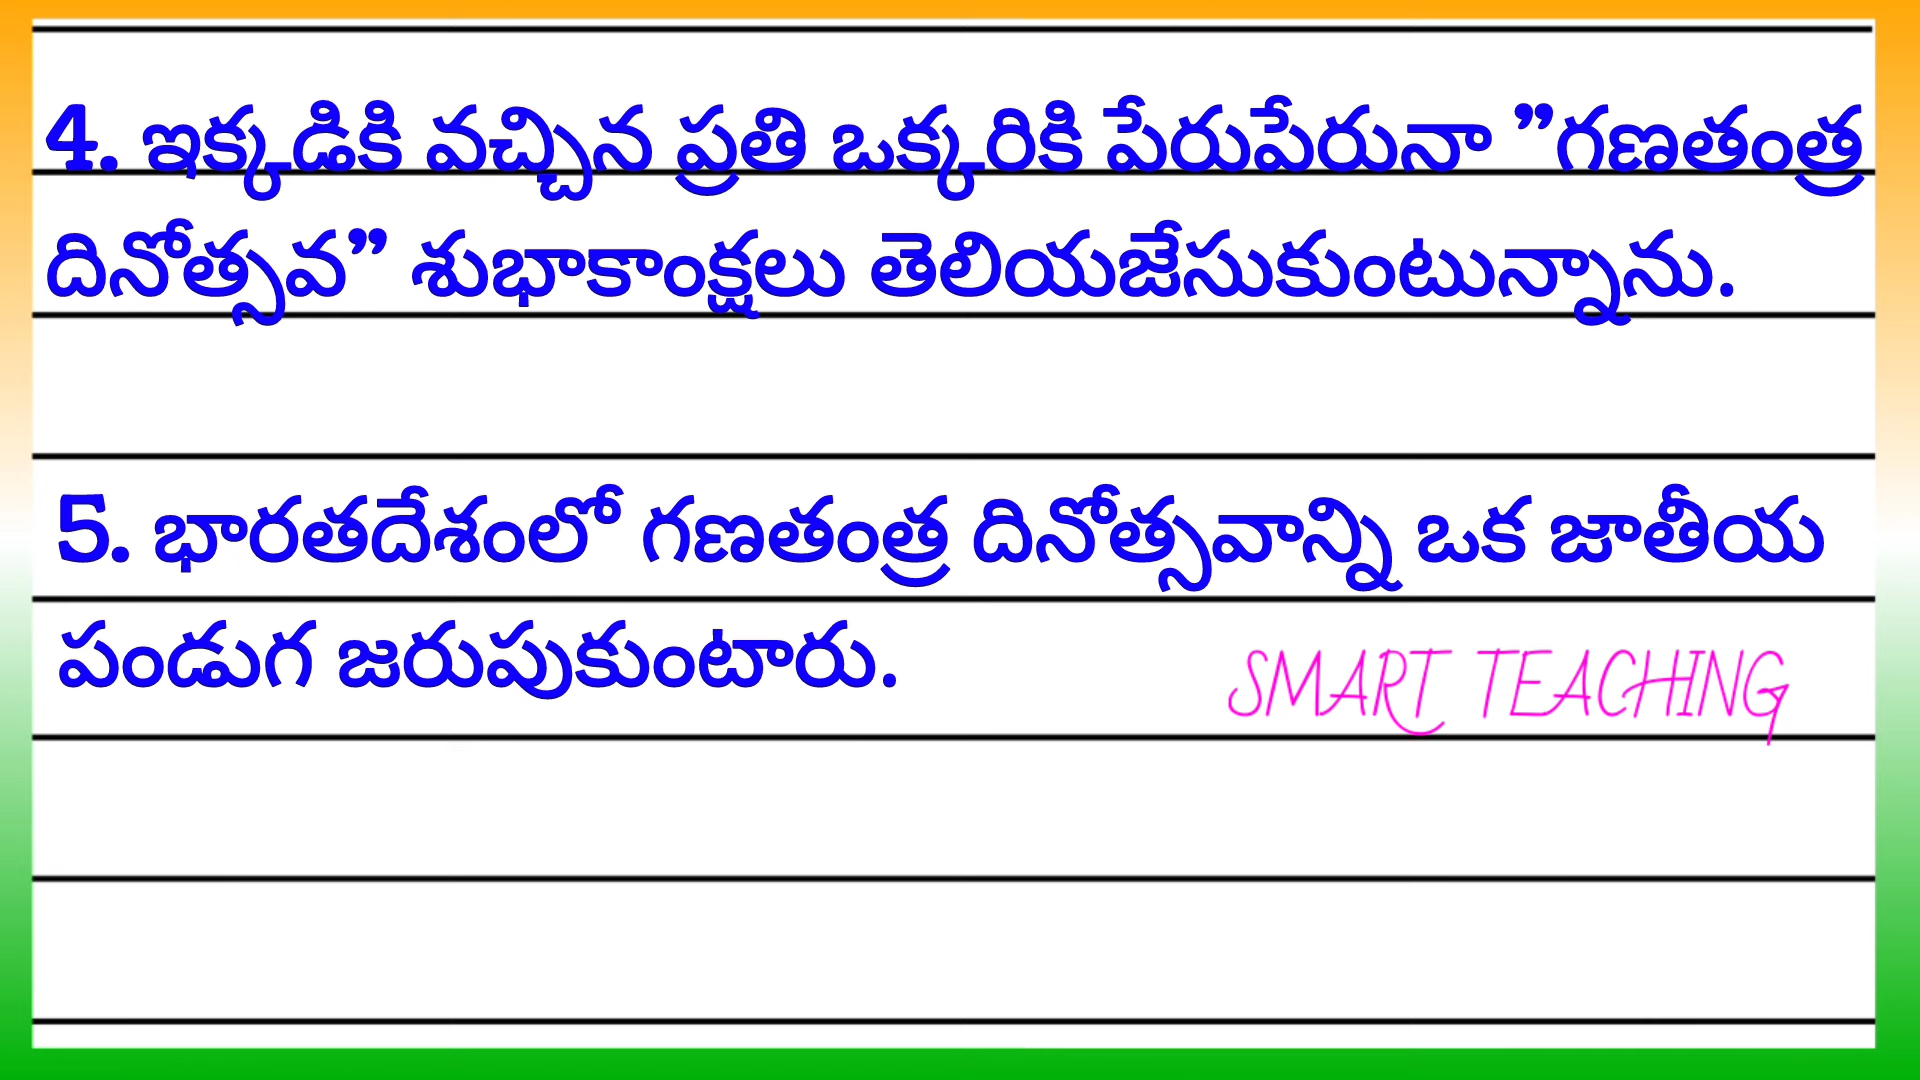 4. ఇక్కడికి వచ్చిన ప్రతి ఒక్కరికి పేరుపేరునా ”గణతంత్ర
దినోత్సవ” శుభాకాంక్షలు తెలియజేసుకుంటున్నాను.
5. భారతదేశంలో గణతంత్ర దినోత్సవాన్ని ఒక జాతీయ
పండుగ జరుపుకుంటారు.
SMART TEACHING